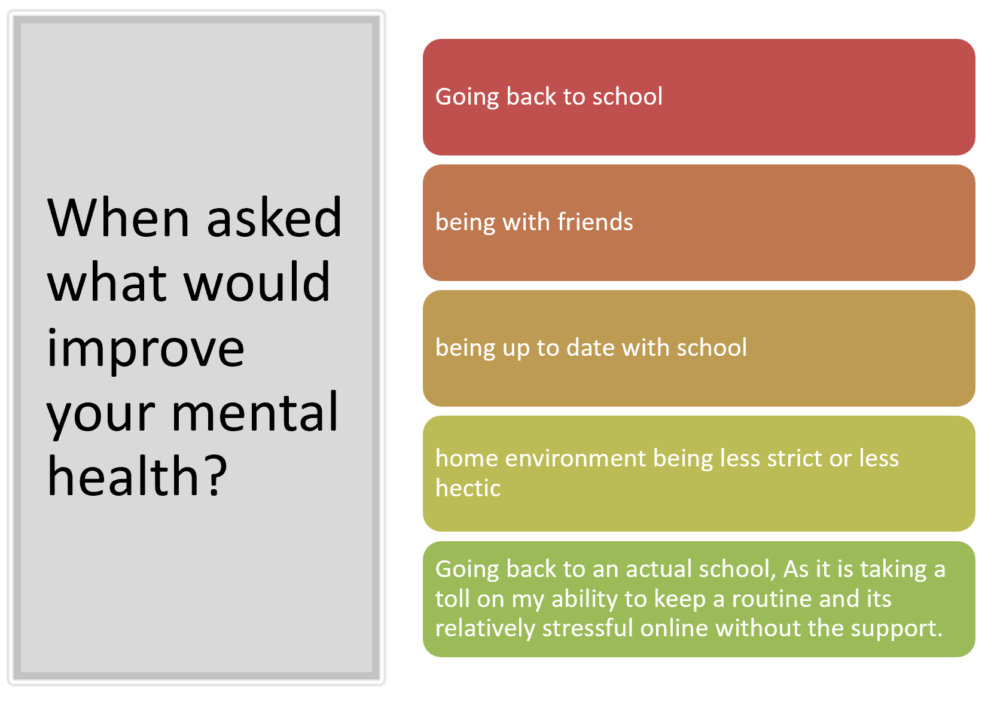 When asked
what would
improve
your mental
health?
Going back to school
being with friends
being up to date with school
home environment being less strict or less
hectic
Going back to an actual school, As it is taking a
toll on my ability to keep a routine and its
relatively stressful online without the support.